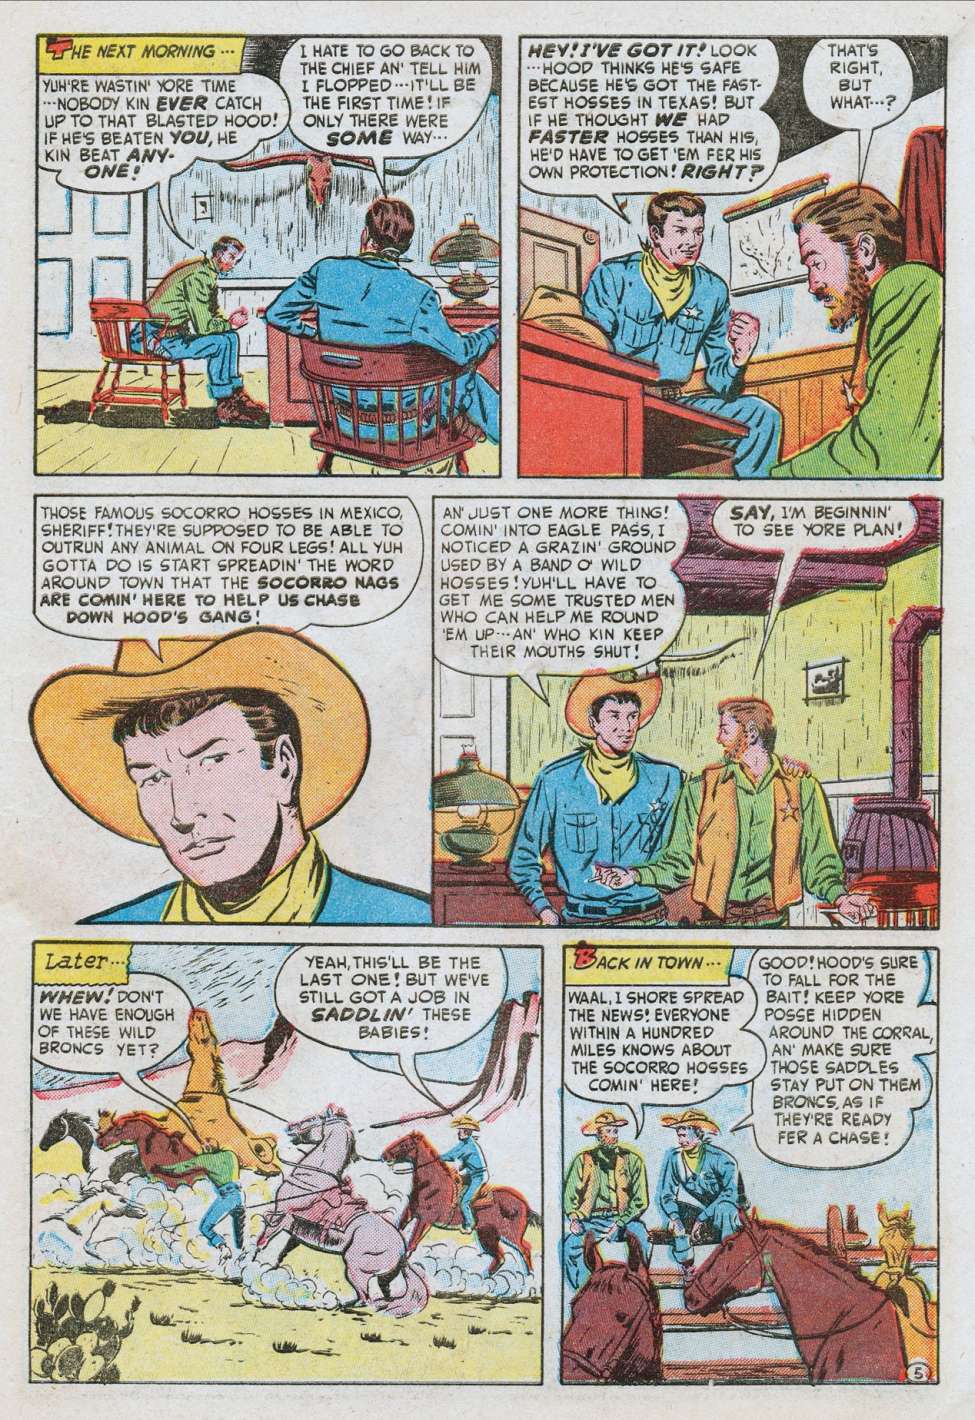 THE NEXT MORNING...
YUH'RE WASTIN' YORE TIME
...NOBODY KIN EVER CATCH
UP TO THAT BLASTED HOOD!
IF HE'S BEATEN YOU, HE
KIN BEAT ANY-
ONE!
I HATE TO GO BACK TO
THE CHIEF AN' TELL HIM
I FLOPPED...IT'LL BE
THE FIRST TIME! IF
ONLY THERE WERE
SOME WAY...
HEY! I'VE GOT IT! LOOK
...HOOD THINKS HE'S SAFE
BECAUSE HE'S GOT THE FAST-
EST HOSSES IN TEXAS! BUT
IF HE THOUGHT WE HAD
FASTER HOSSES THAN HIS,
HE'D HAVE TO GET 'EM FER HIS
OWN PROTECTION! RIGHT?
THAT'S
RIGHT,
BUT
WHAT...?
THOSE FAMOUS SOCORRO HOSSES IN MEXICO,
SHERIFF! THEY'RE SUPPOSED TO BE ABLE TO
OUTRUN ANY ANIMAL ON FOUR LEGS! ALL YUH
GOTTA DO IS START SPREADIN' THE WORD
AROUND TOWN THAT THE SOCORRO NAGS
ARE COMIN' HERE TO HELP US CHASE
DOWN HOOD'S GANG!
AN' JUST ONE MORE THING!
COMIN' INTO EAGLE PASS, I
NOTICED A GRAZIN' GROUND
USED BY A BAND O' WILD
HOSSES! YUH'LL HAVE TO
GET ME SOME TRUSTED MEN
WHO CAN HELP ME ROUND
'EM UP...AN' WHO KIN KEEP
THEIR MOUTHS SHUT!
SAY, I'M BEGINNIN'
TO SEE YORE PLAN!
Later...
WHEW! DON'T
WE HAVE ENOUGH
OF THESE WILD
BRONCS YET?
YEAH, THIS'LL BE THE
LAST ONE! BUT WE'VE
STILL GOT A JOB IN
SADDLIN' THESE
BABIES!
BACK IN TOWN...
WAAL, I SHORE SPREAD
THE NEWS! EVERYONE
WITHIN A HUNDRED
MILES KNOWS ABOUT
THE SOCORRO HOSSES
COMIN' HERE!
GOOD! HOOD'S SURE
TO FALL FOR THE
BAIT! KEEP YORE
POSSE HIDDEN
AROUND THE CORRAL,
AN' MAKE SURE
THOSE SADDLES
STAY PUT ON THEM
BRONCS, AS IF
THEY'RE READY
FER A CHASE!
5